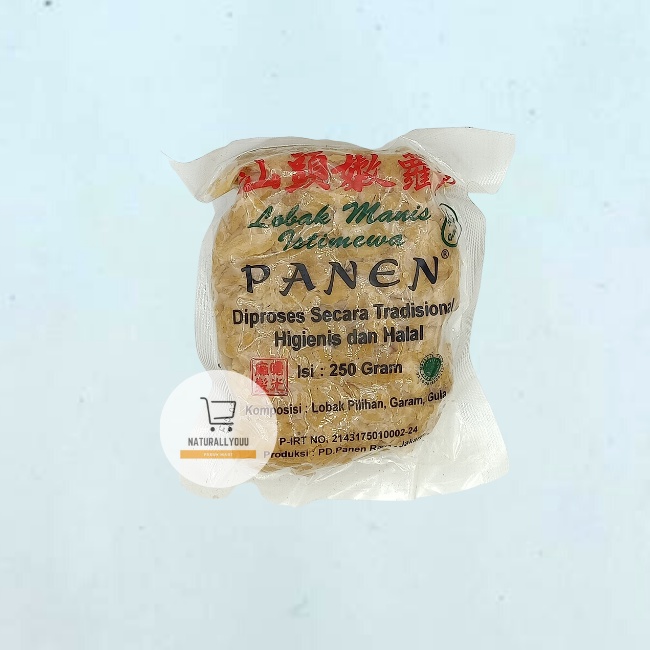 汕頭嫩蘿
Lobak Manis
Istimewa
PANEN®
Diproses Secara Tradisional
Higienis dan Halal
Isi : 250 Gram
Komposisi : Lobak Pilihan, Garam, Gula
P-IRT NO. 2143175010002-24
Produksi : PD.Panen
NATURALLYOUU